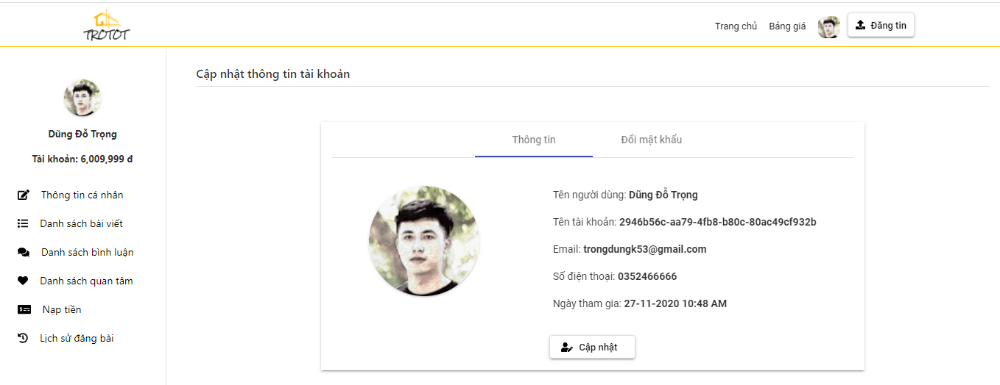 TROTOT
Trang chủ
Bảng giá
Đăng tin
Dũng Đỗ Trọng
Tài khoản: 6,009,999 đ
Thông tin cá nhân
Danh sách bài viết
Danh sách bình luận
Danh sách quan tâm
Nạp tiền
Lịch sử đăng bài
Cập nhật thông tin tài khoản
Thông tin
Đổi mật khẩu
Tên người dùng: Dũng Đỗ Trọng
Tên tài khoản: 2946b56c-aa79-4fb8-b80c-80ac49cf932b
Email: trongdungk53@gmail.com
Số điện thoại: 0352466666
Ngày tham gia: 27-11-2020 10:48 AM
Cập nhật